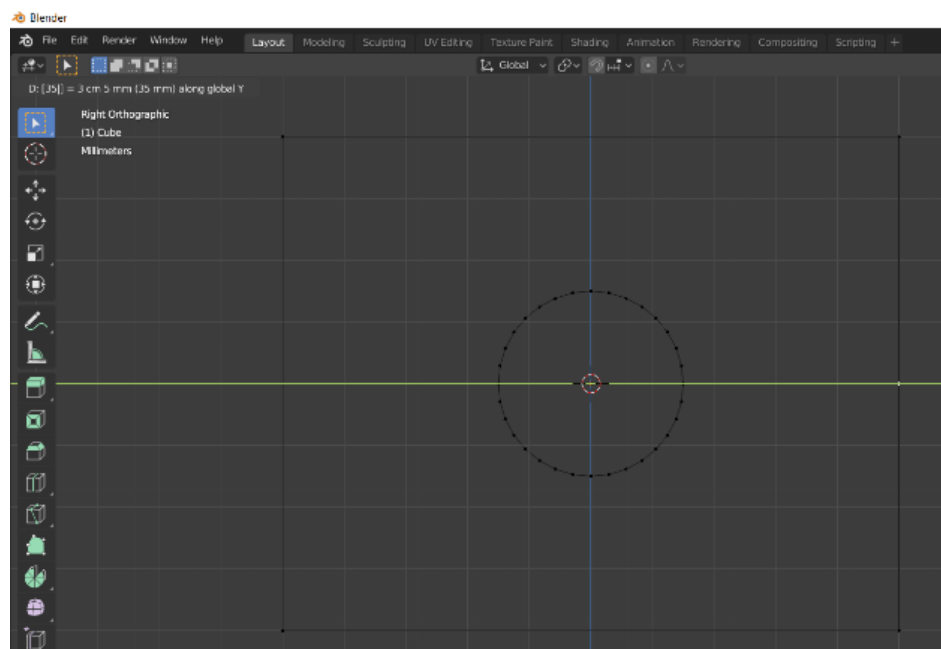 Blender
File Edit Render Window Help Layout Modeling Sculpting UV Editing Texture Paint Shading Animation Rendering Compositing Scripting +
Global
D: [35|] = 3 cm 5 mm (35 mm) along global Y
Right Orthographic
(1) Cube
Millimeters